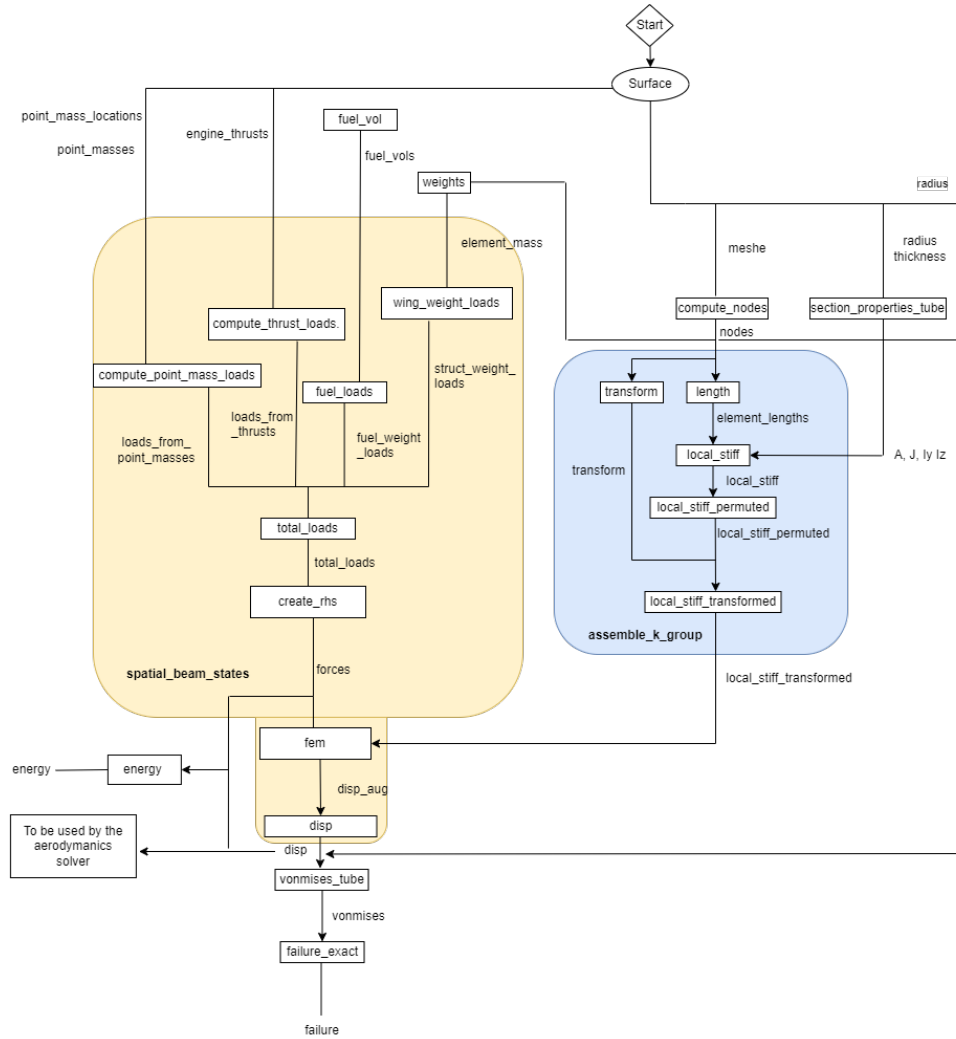 Start
Surface
point_mass_locations
point_masses
engine_thrusts
fuel_vol
fuel_vols
weights
radius
element_mass
meshe
radius
thickness
wing_weight_loads
compute_nodes
section_properties_tube
compute_thrust_loads.
nodes
compute_point_mass_loads
struct_weight_
loads
fuel_loads
transform
length
loads_from
_thrusts
element_lengths
loads_from_
point_masses
fuel_weight
_loads
local_stiff
A, J, Iy Iz
transform
local_stiff
local_stiff_permuted
total_loads
local_stiff_permuted
total_loads
create_rhs
local_stiff_transformed
assemble_k_group
spatial_beam_states
forces
local_stiff_transformed
fem
energy
energy
disp_aug
To be used by the
aerodymanics
solver
disp
disp
vonmises_tube
vonmises
failure_exact
failure